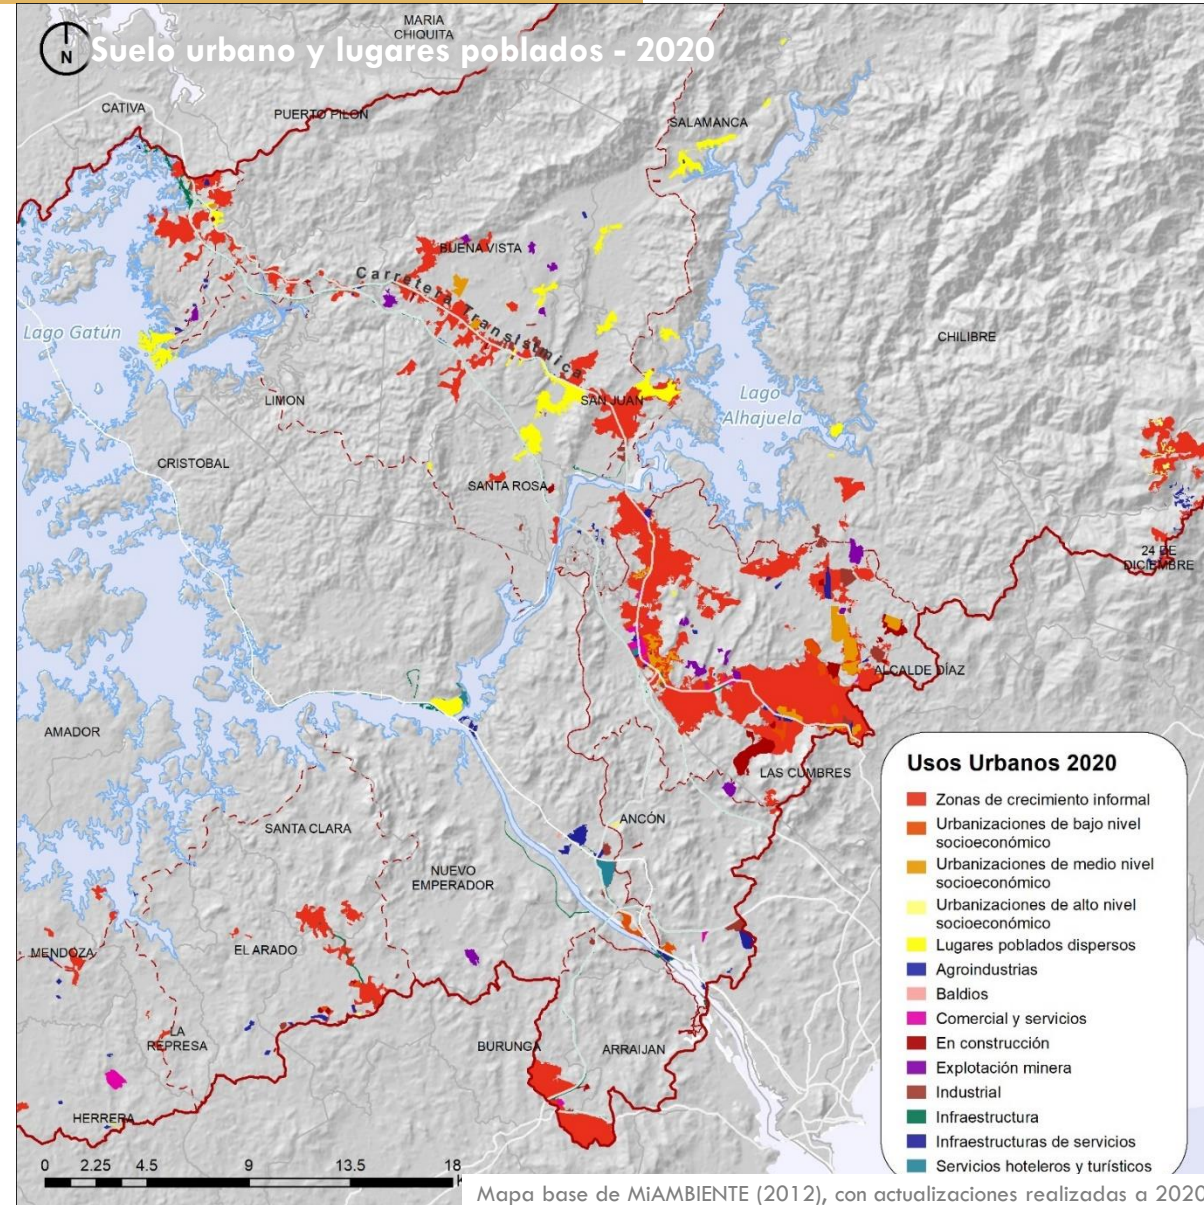 MARIA
CHIQUITA
N
Suelo urbano y lugares poblados - 2020
CATIVA
PUERTO PILON
SALAMANCA
BUENA VISTA
Carretera Transístmica
Lago Gatún
CHILIBRE
LIMON
SAN JUAN
Lago
Alhajuela
CRISTOBAL
SANTA ROSA
24 DE
DICIEMBRE
ALCALDE DÍAZ
AMADOR
LAS CUMBRES
SANTA CLARA
ANCÓN
NUEVO
EMPERADOR
MENDOZA
EL ARADO
LA
REPRESA
BURUNGA
ARRAIJAN
HERRERA
Usos Urbanos 2020
Zonas de crecimiento informal
Urbanizaciones de bajo nivel
socioeconómico
Urbanizaciones de medio nivel
socioeconómico
Urbanizaciones de alto nivel
socioeconómico
Lugares poblados dispersos
Agroindustrias
Baldios
Comercial y servicios
En construcción
Explotación minera
Industrial
Infraestructura
Infraestructuras de servicios
Servicios hoteleros y turísticos
0 2.25 4.5 9 13.5 18
Mapa base de MiAMBIENTE (2012), con actualizaciones realizadas a 2020